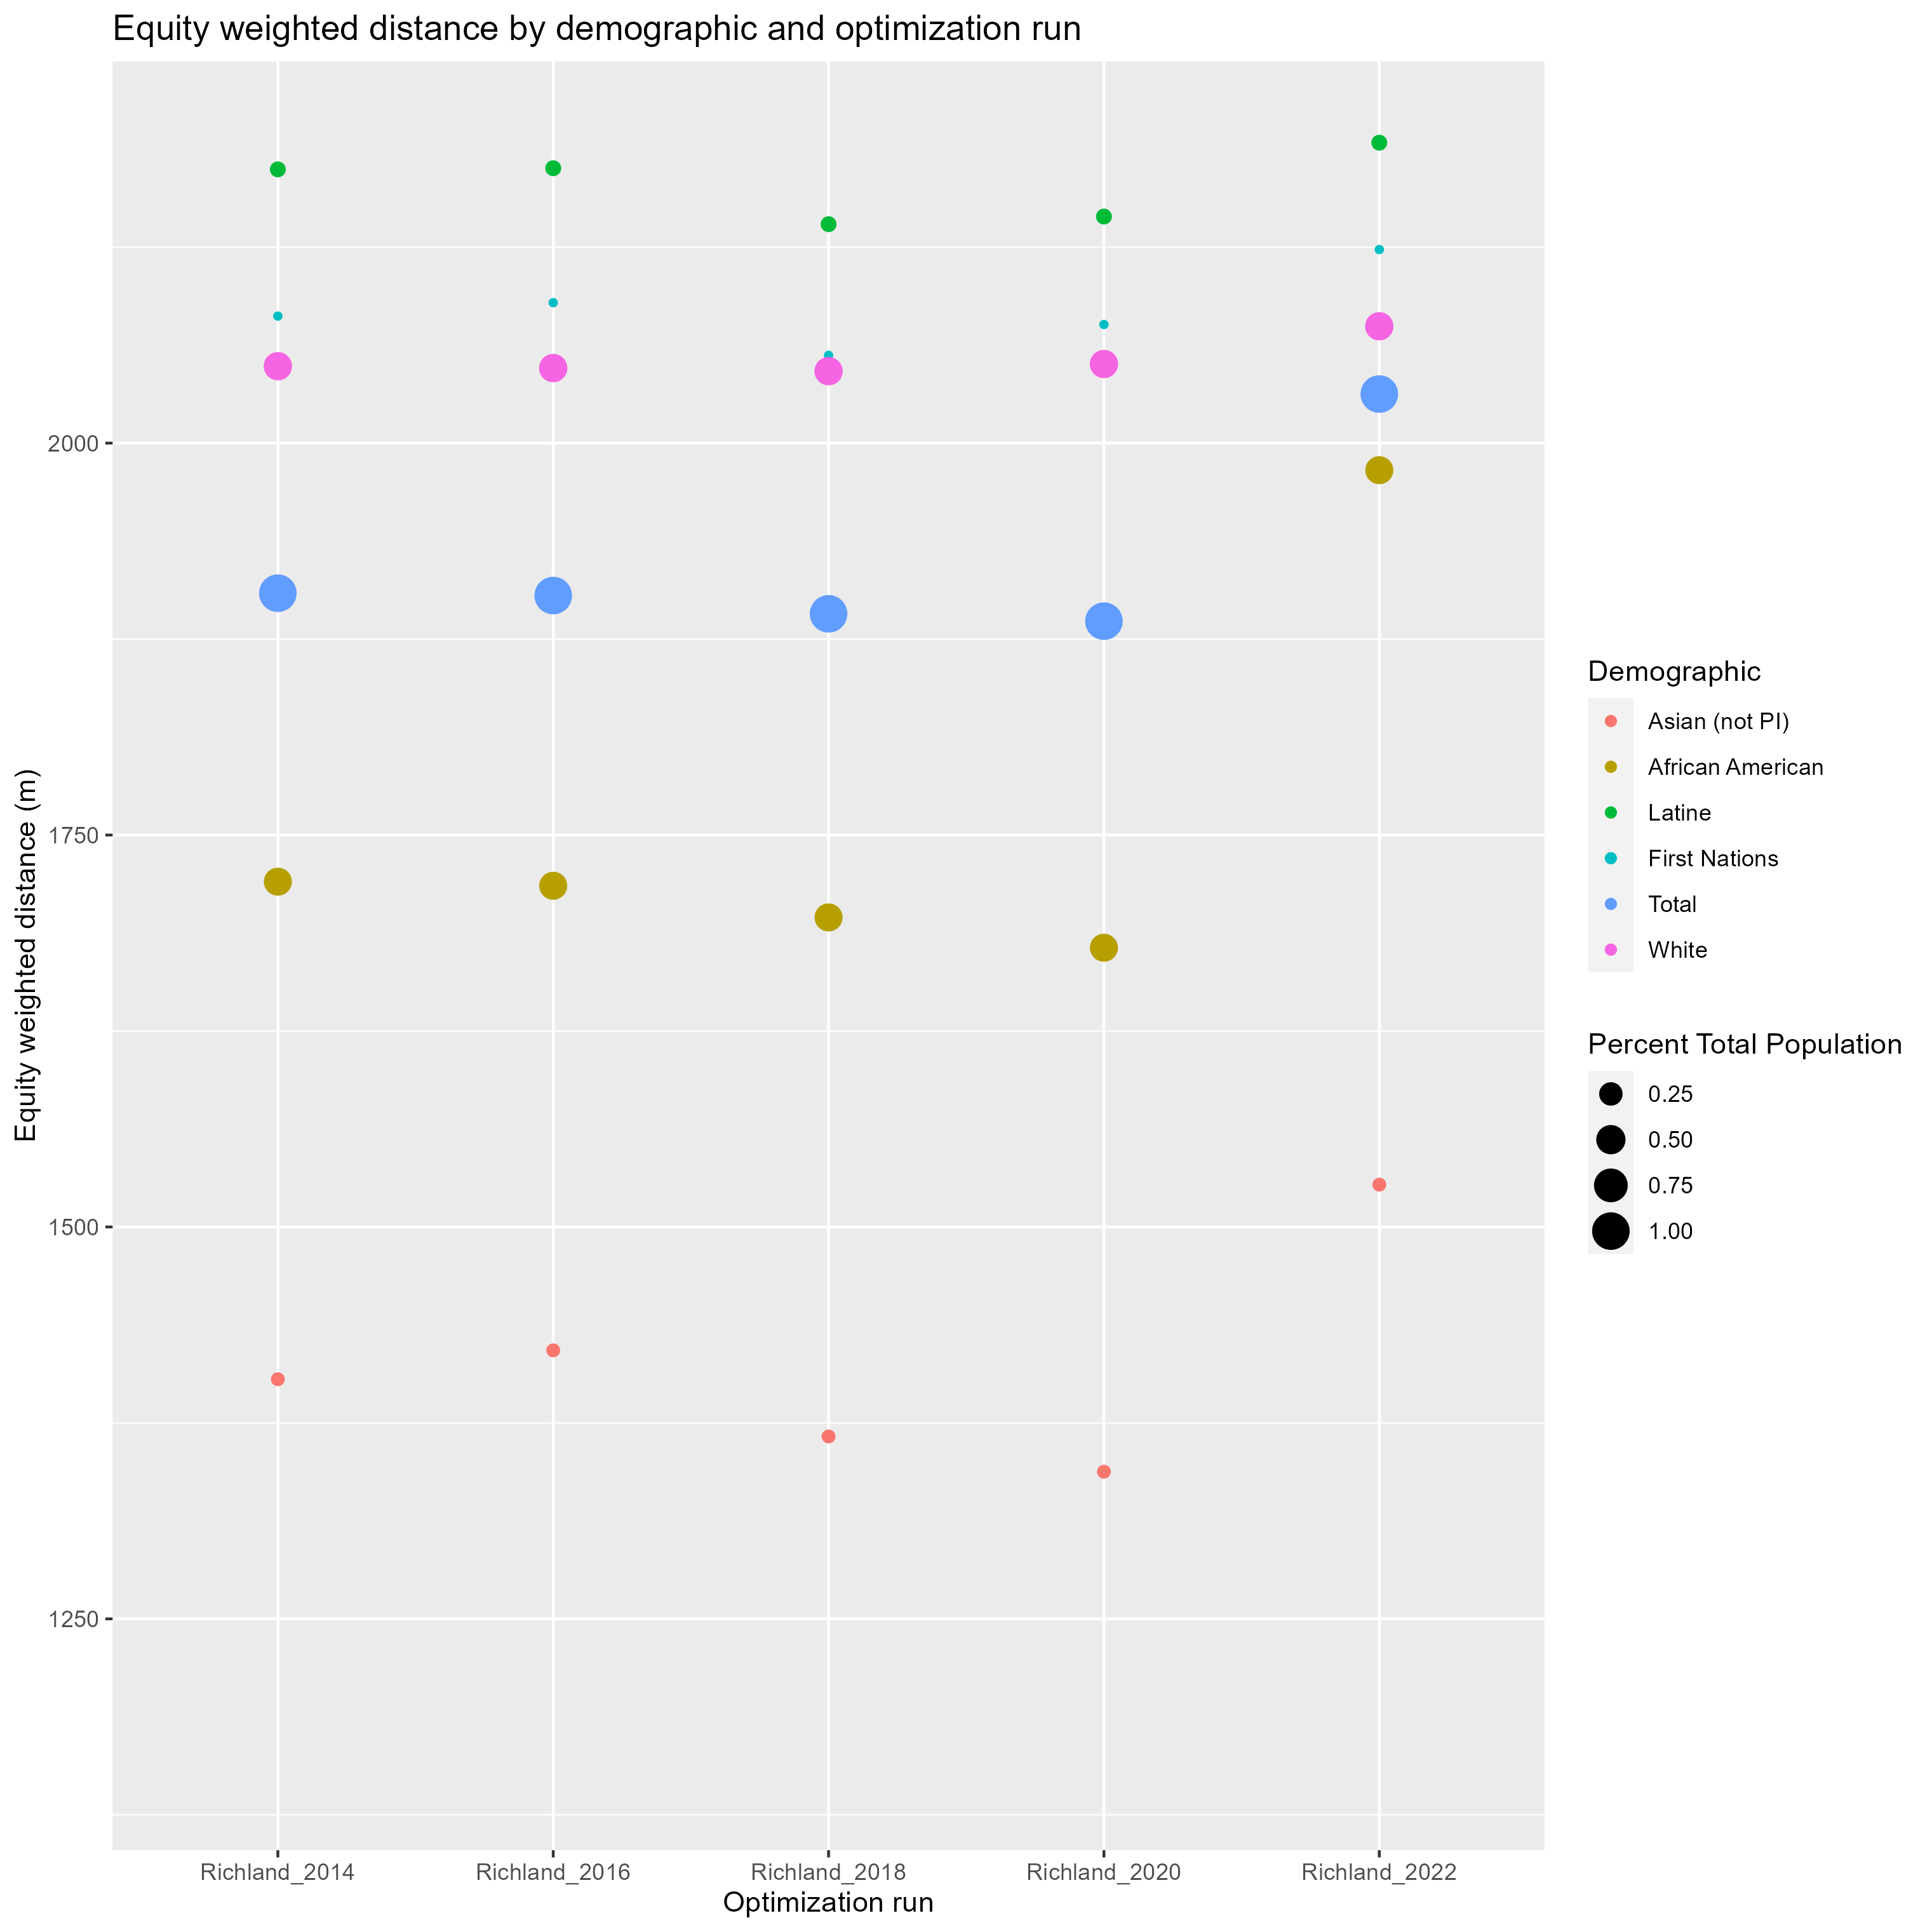 Equity weighted distance by demographic and optimization run
Equity weighted distance (m)
2000
1750
1500
1250
Richland_2014
Richland_2016
Richland_2018
Richland_2020
Richland_2022
Optimization run
Demographic
Asian (not PI)
African American
Latine
First Nations
Total
White
Percent Total Population
0.25
0.50
0.75
1.00